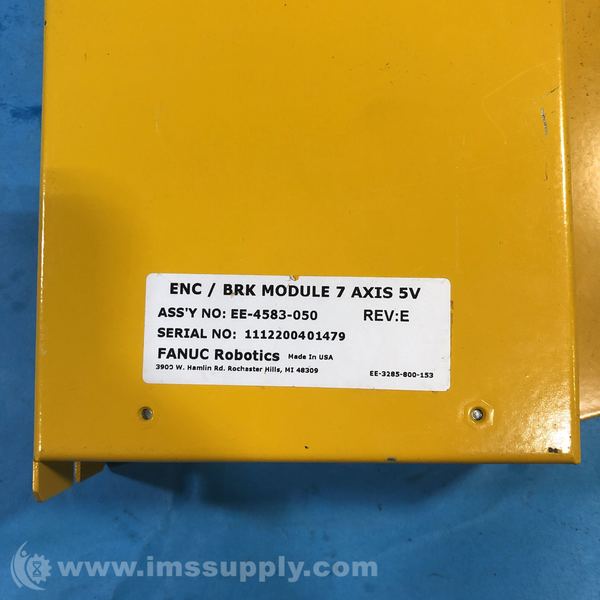 ENC / BRK MODULE 7 AXIS 5V
ASS'Y NO: EE-4583-050 REV:E
SERIAL NO: 1112200401479
FANUC Robotics Made In USA
3900 W. Hamlin Rd. Rochester Hills, MI 48309 EE-3285-800-153
www.imssupply.com